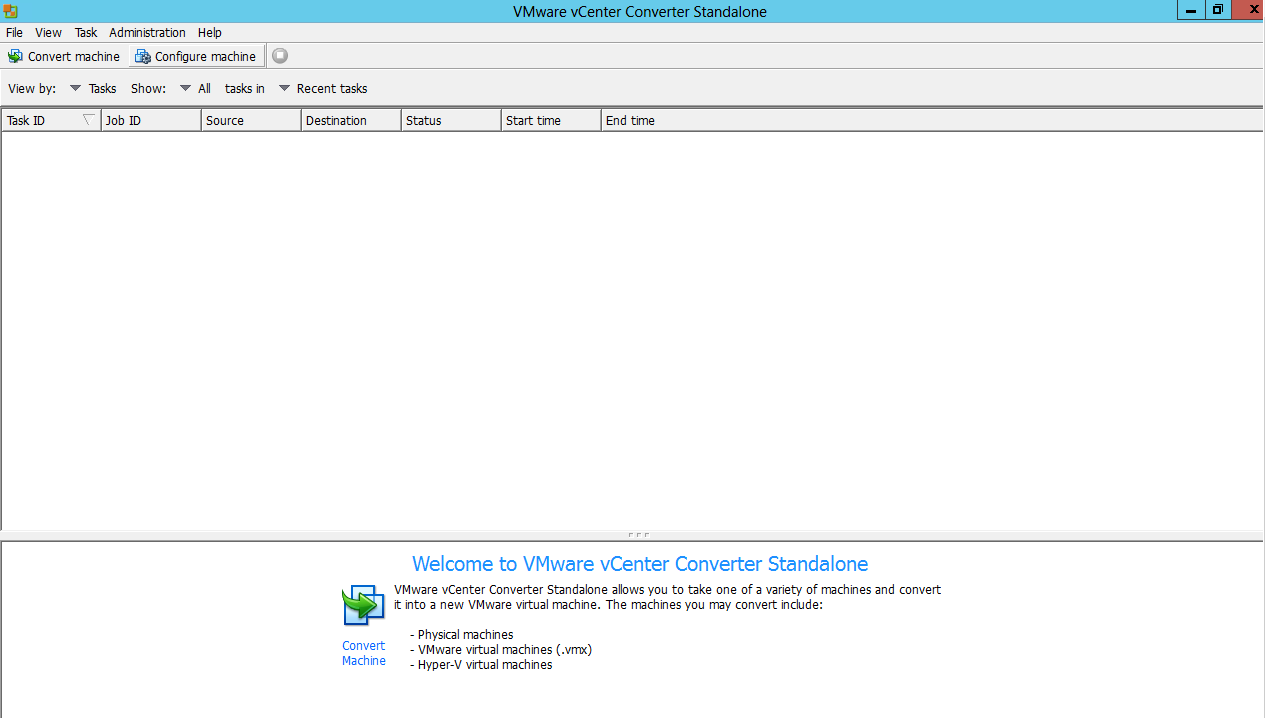 VMware vCenter Converter Standalone
File View Task Administration Help
Convert machine Configure machine
View by: Tasks Show: All tasks in Recent tasks
Task ID Job ID Source Destination Status Start time End time
Welcome to VMware vCenter Converter Standalone
VMware vCenter Converter Standalone allows you to take one of a variety of machines and convert
it into a new VMware virtual machine. The machines you may convert include:
- Physical machines
- VMware virtual machines (.vmx)
- Hyper-V virtual machines
Convert
Machine